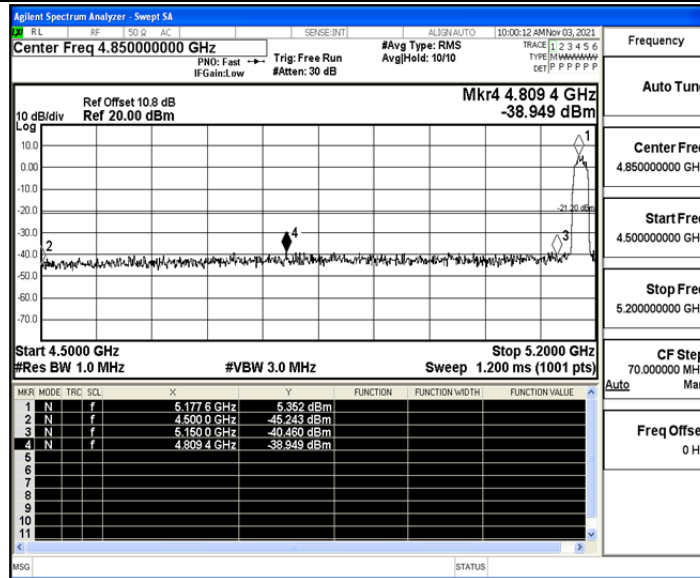 Agilent Spectrum Analyzer - Swept SA
RL RF 50 Ω AC SENSE:INT ALIGN AUTO 10:00:12 AM Nov 03, 2021
Center Freq 4.850000000 GHz
PNO: Fast
IFGain:Low
Trig: Free Run
#Atten: 30 dB
#Avg Type: RMS
Avg|Hold: 10/10
TRACE 1 2 3 4 5 6
TYPE MWWWWW
DET P P P P P P
Ref Offset 10.8 dB
10 dB/div Ref 20.00 dBm
Log
Mkr4 4.809 4 GHz
-38.949 dBm
10.0
0.00
-10.0
-20.0
-30.0
-40.0
-50.0
-60.0
-70.0
1
-21.20 dBm
2
3
4
Start 4.5000 GHz Stop 5.2000 GHz
#Res BW 1.0 MHz #VBW 3.0 MHz Sweep 1.200 ms (1001 pts)
MKR MODE TRC SCL X Y FUNCTION FUNCTION WIDTH FUNCTION VALUE
1 N f 5.177 6 GHz 5.352 dBm
2 N f 4.500 0 GHz -45.243 dBm
3 N f 5.150 0 GHz -40.460 dBm
4 N f 4.809 4 GHz -38.949 dBm
5
6
7
8
9
10
11
MSG STATUS
Frequency
Auto Tun
Center Fre
4.850000000 GH
Start Fre
4.500000000 GH
Stop Fre
5.200000000 GH
CF Step
70.000000 MH
Auto Ma
Freq Offse
0 H